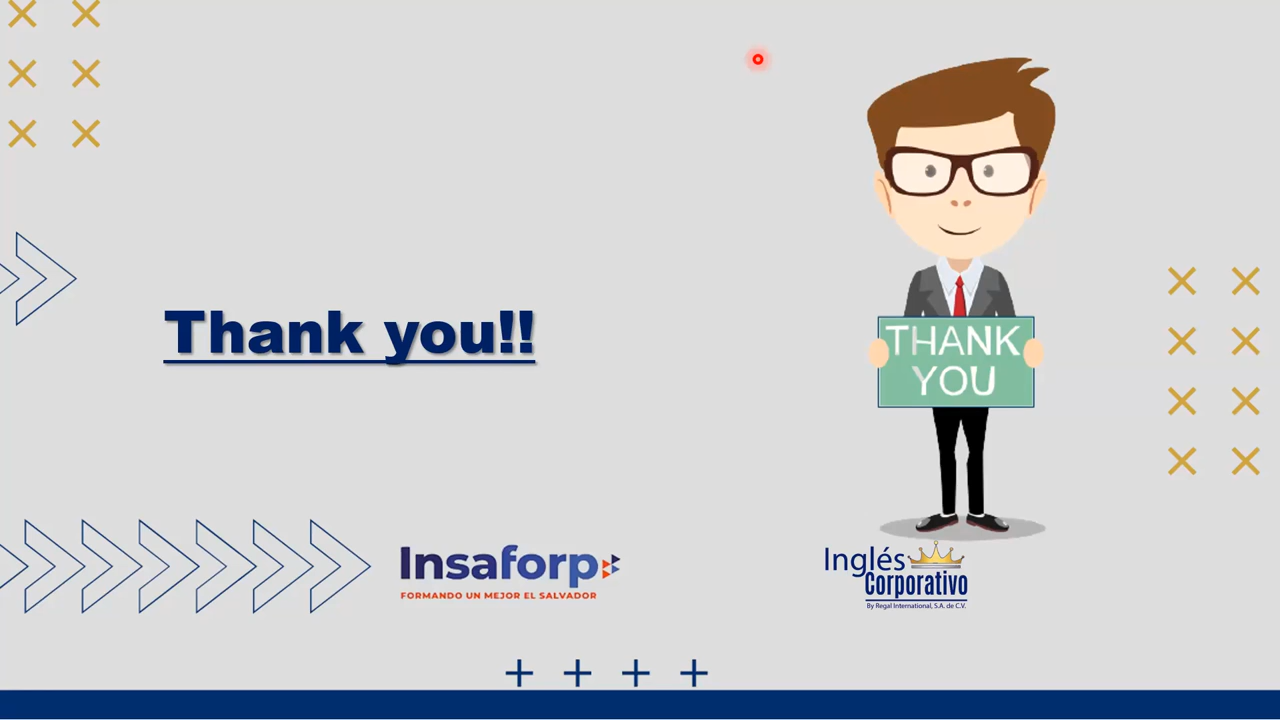 Thank you!!
THANK
YOU
Insaforp
FORMANDO UN MEJOR EL SALVADOR
Inglés
Corporativo
By Regal International, S.A. de C.V.